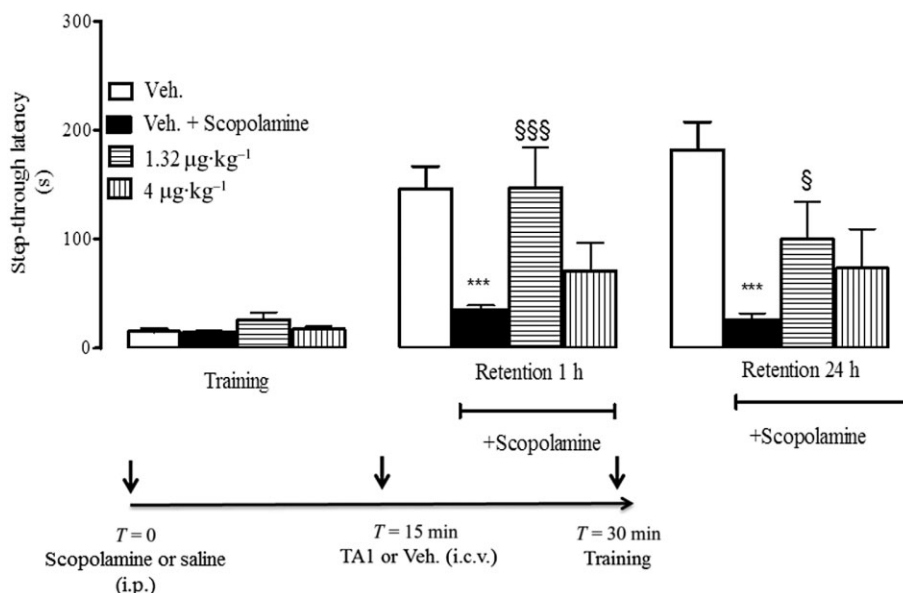 300
200
100
0
Step-through latency
(s)
Veh.
Veh. + Scopolamine
1.32 µg·kg⁻¹
4 µg·kg⁻¹
***
§§§
***
§
Training
Retention 1 h
Retention 24 h
+Scopolamine
+Scopolamine
T = 0
Scopolamine or saline
(i.p.)
T = 15 min
TA1 or Veh. (i.c.v.)
T = 30 min
Training